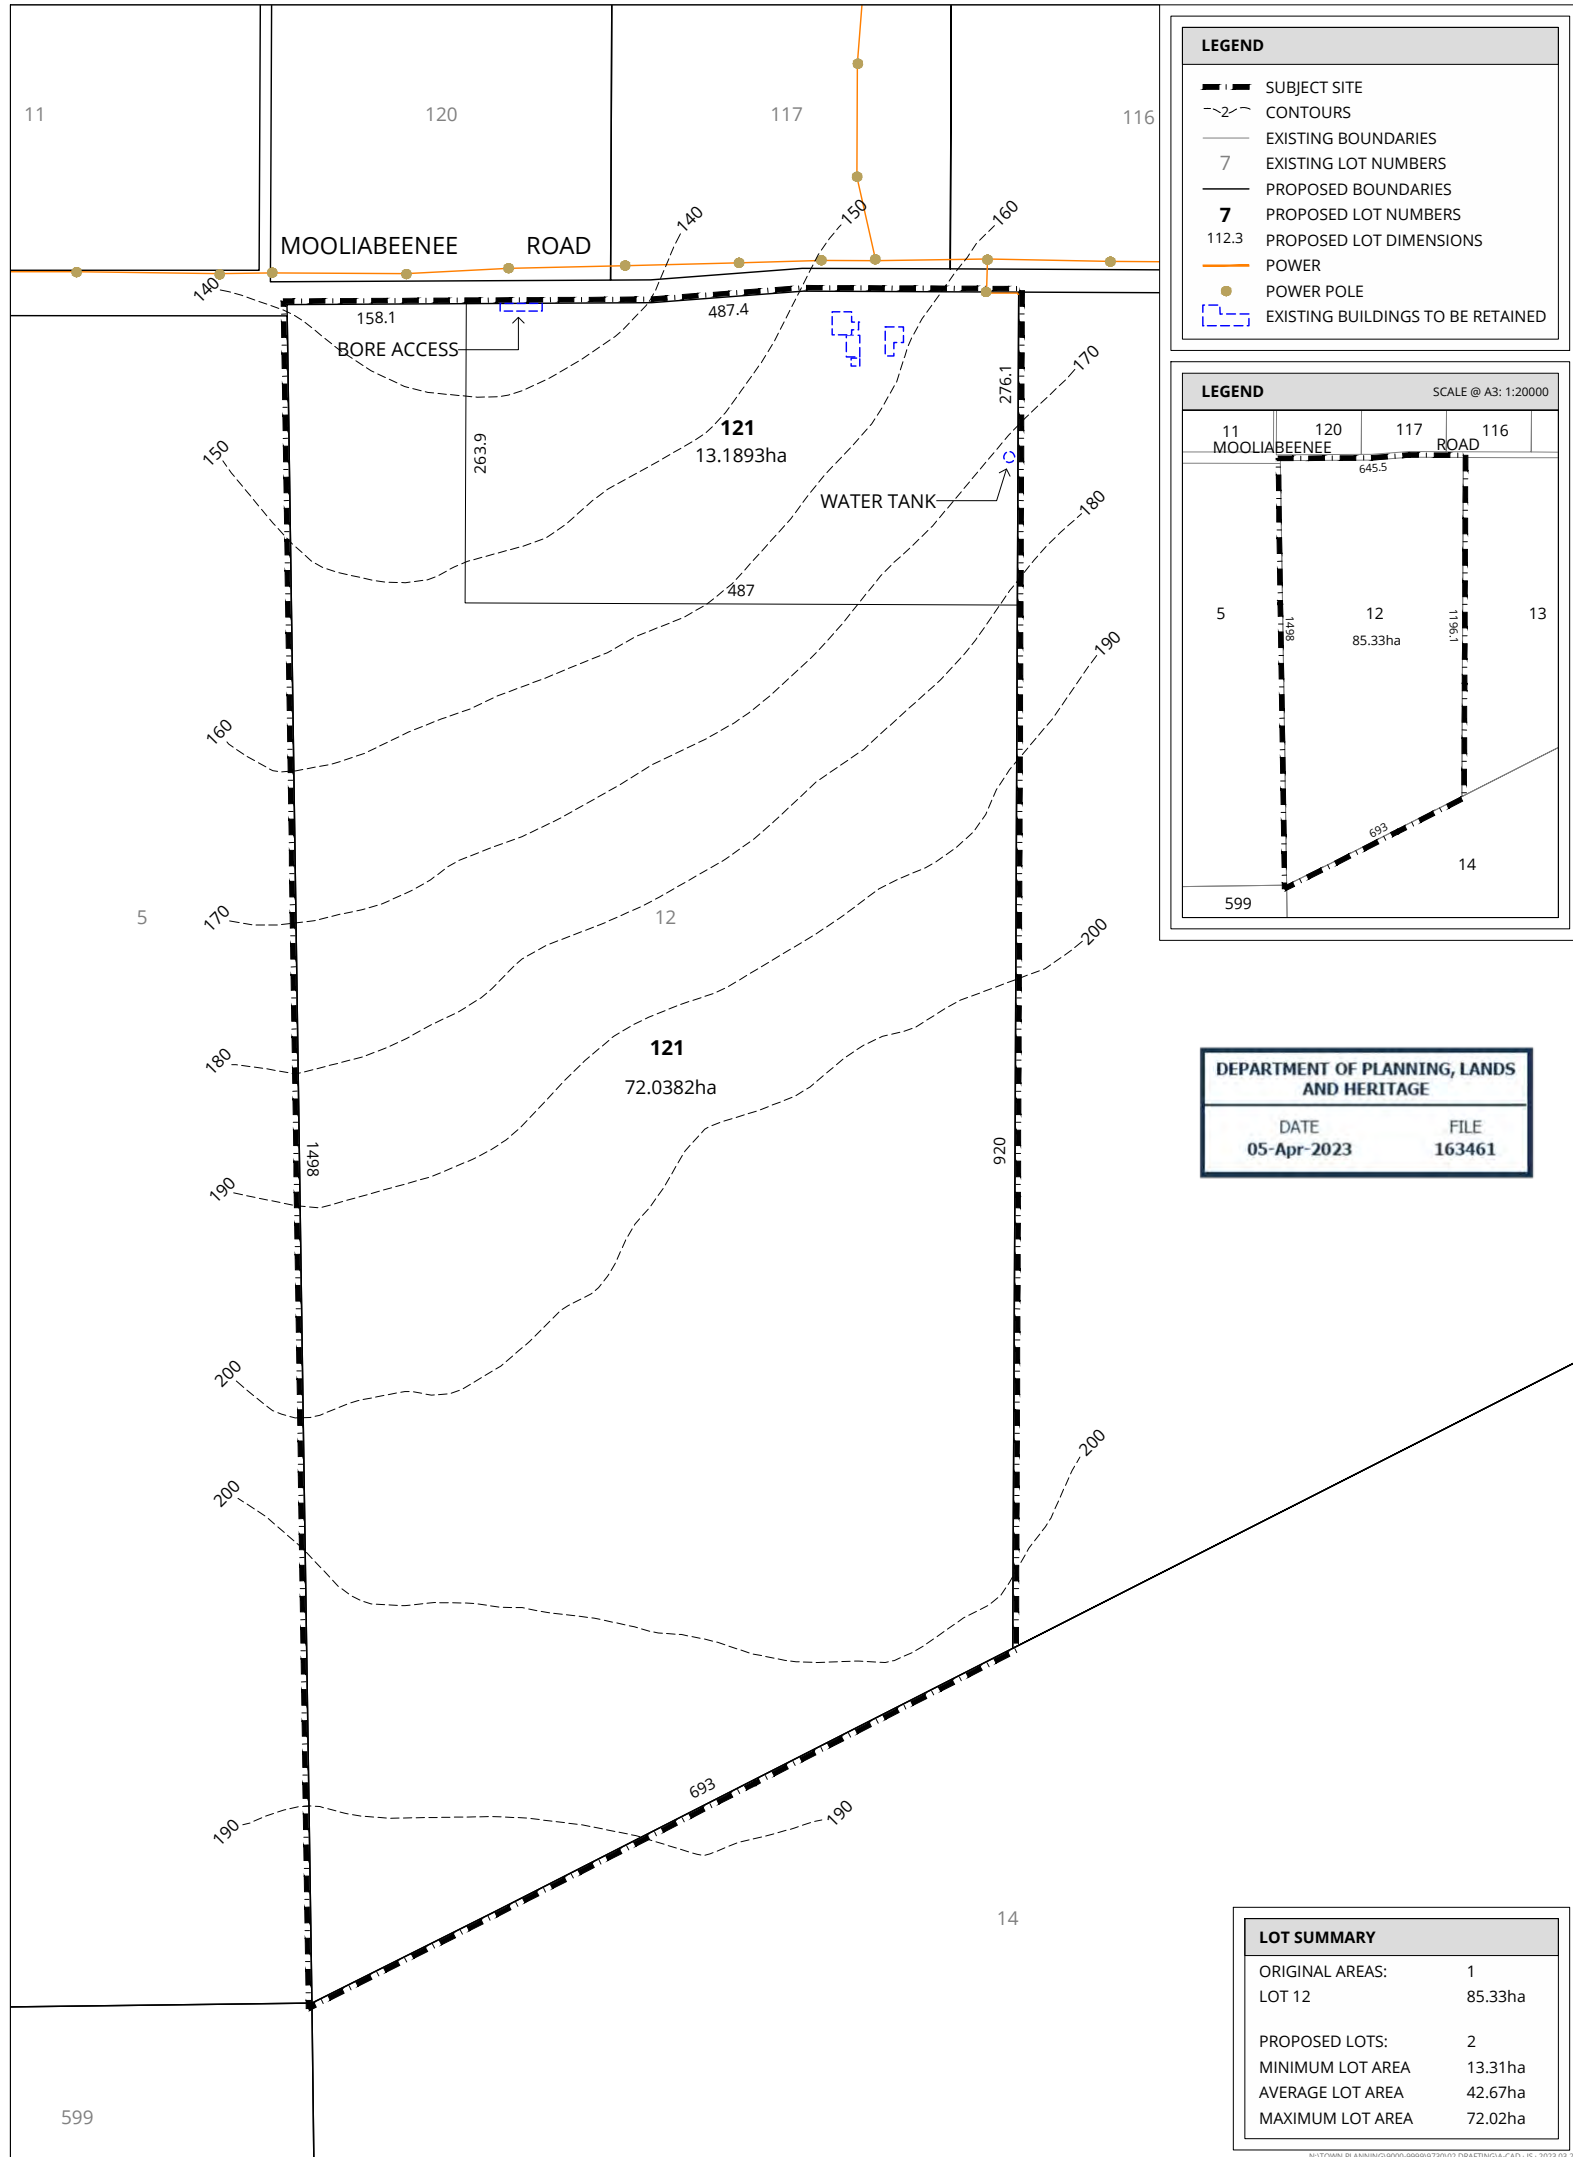 11
120
117
116
MOOLIABEENEE ROAD
140
150
160
140
158.1
487.4
BORE ACCESS
276.1
170
121
13.1893ha
263.9
150
WATER TANK
180
487
190
160
5
12
170
200
180
121
72.0382ha
1498
920
190
200
200
200
693
190
190
14
599
LEGEND
SUBJECT SITE
2 CONTOURS
EXISTING BOUNDARIES
7 EXISTING LOT NUMBERS
PROPOSED BOUNDARIES
7 PROPOSED LOT NUMBERS
112.3 PROPOSED LOT DIMENSIONS
POWER
POWER POLE
EXISTING BUILDINGS TO BE RETAINED
LEGEND SCALE @ A3: 1:20000
11 120 117 116
MOOLIABEENEE ROAD
645.5
5 12 13
1498
85.33ha
1196.1
693
14
599
DEPARTMENT OF PLANNING, LANDS
AND HERITAGE
DATE FILE
05-Apr-2023 163461
LOT SUMMARY
ORIGINAL AREAS: 1
LOT 12 85.33ha
PROPOSED LOTS: 2
MINIMUM LOT AREA 13.31ha
AVERAGE LOT AREA 42.67ha
MAXIMUM LOT AREA 72.02ha